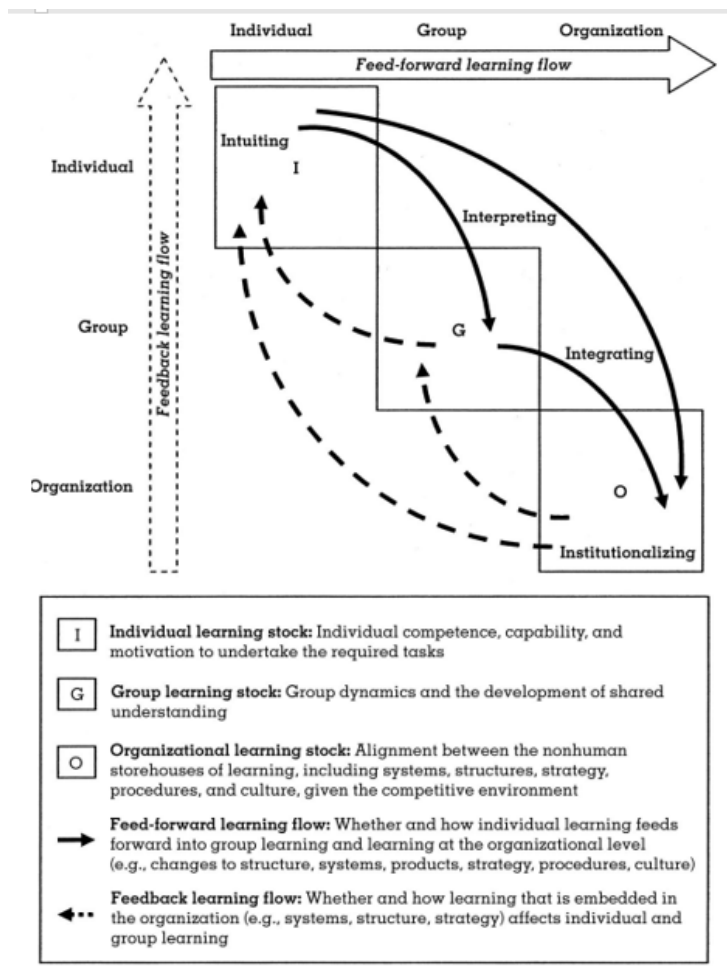 Individual Group Organization
Feed-forward learning flow
Intuiting
I
Individual
Interpreting
Feedback learning flow
Group
G
Integrating
Organization
O
Institutionalizing
I Individual learning stock: Individual competence, capability, and
motivation to undertake the required tasks
G Group learning stock: Group dynamics and the development of shared
understanding
O Organizational learning stock: Alignment between the nonhuman
storehouses of learning, including systems, structures, strategy,
procedures, and culture, given the competitive environment
Feed-forward learning flow: Whether and how individual learning feeds
forward into group learning and learning at the organizational level
(e.g., changes to structure, systems, products, strategy, procedures, culture)
Feedback learning flow: Whether and how learning that is embedded in
the organization (e.g., systems, structure, strategy) affects individual and
group learning